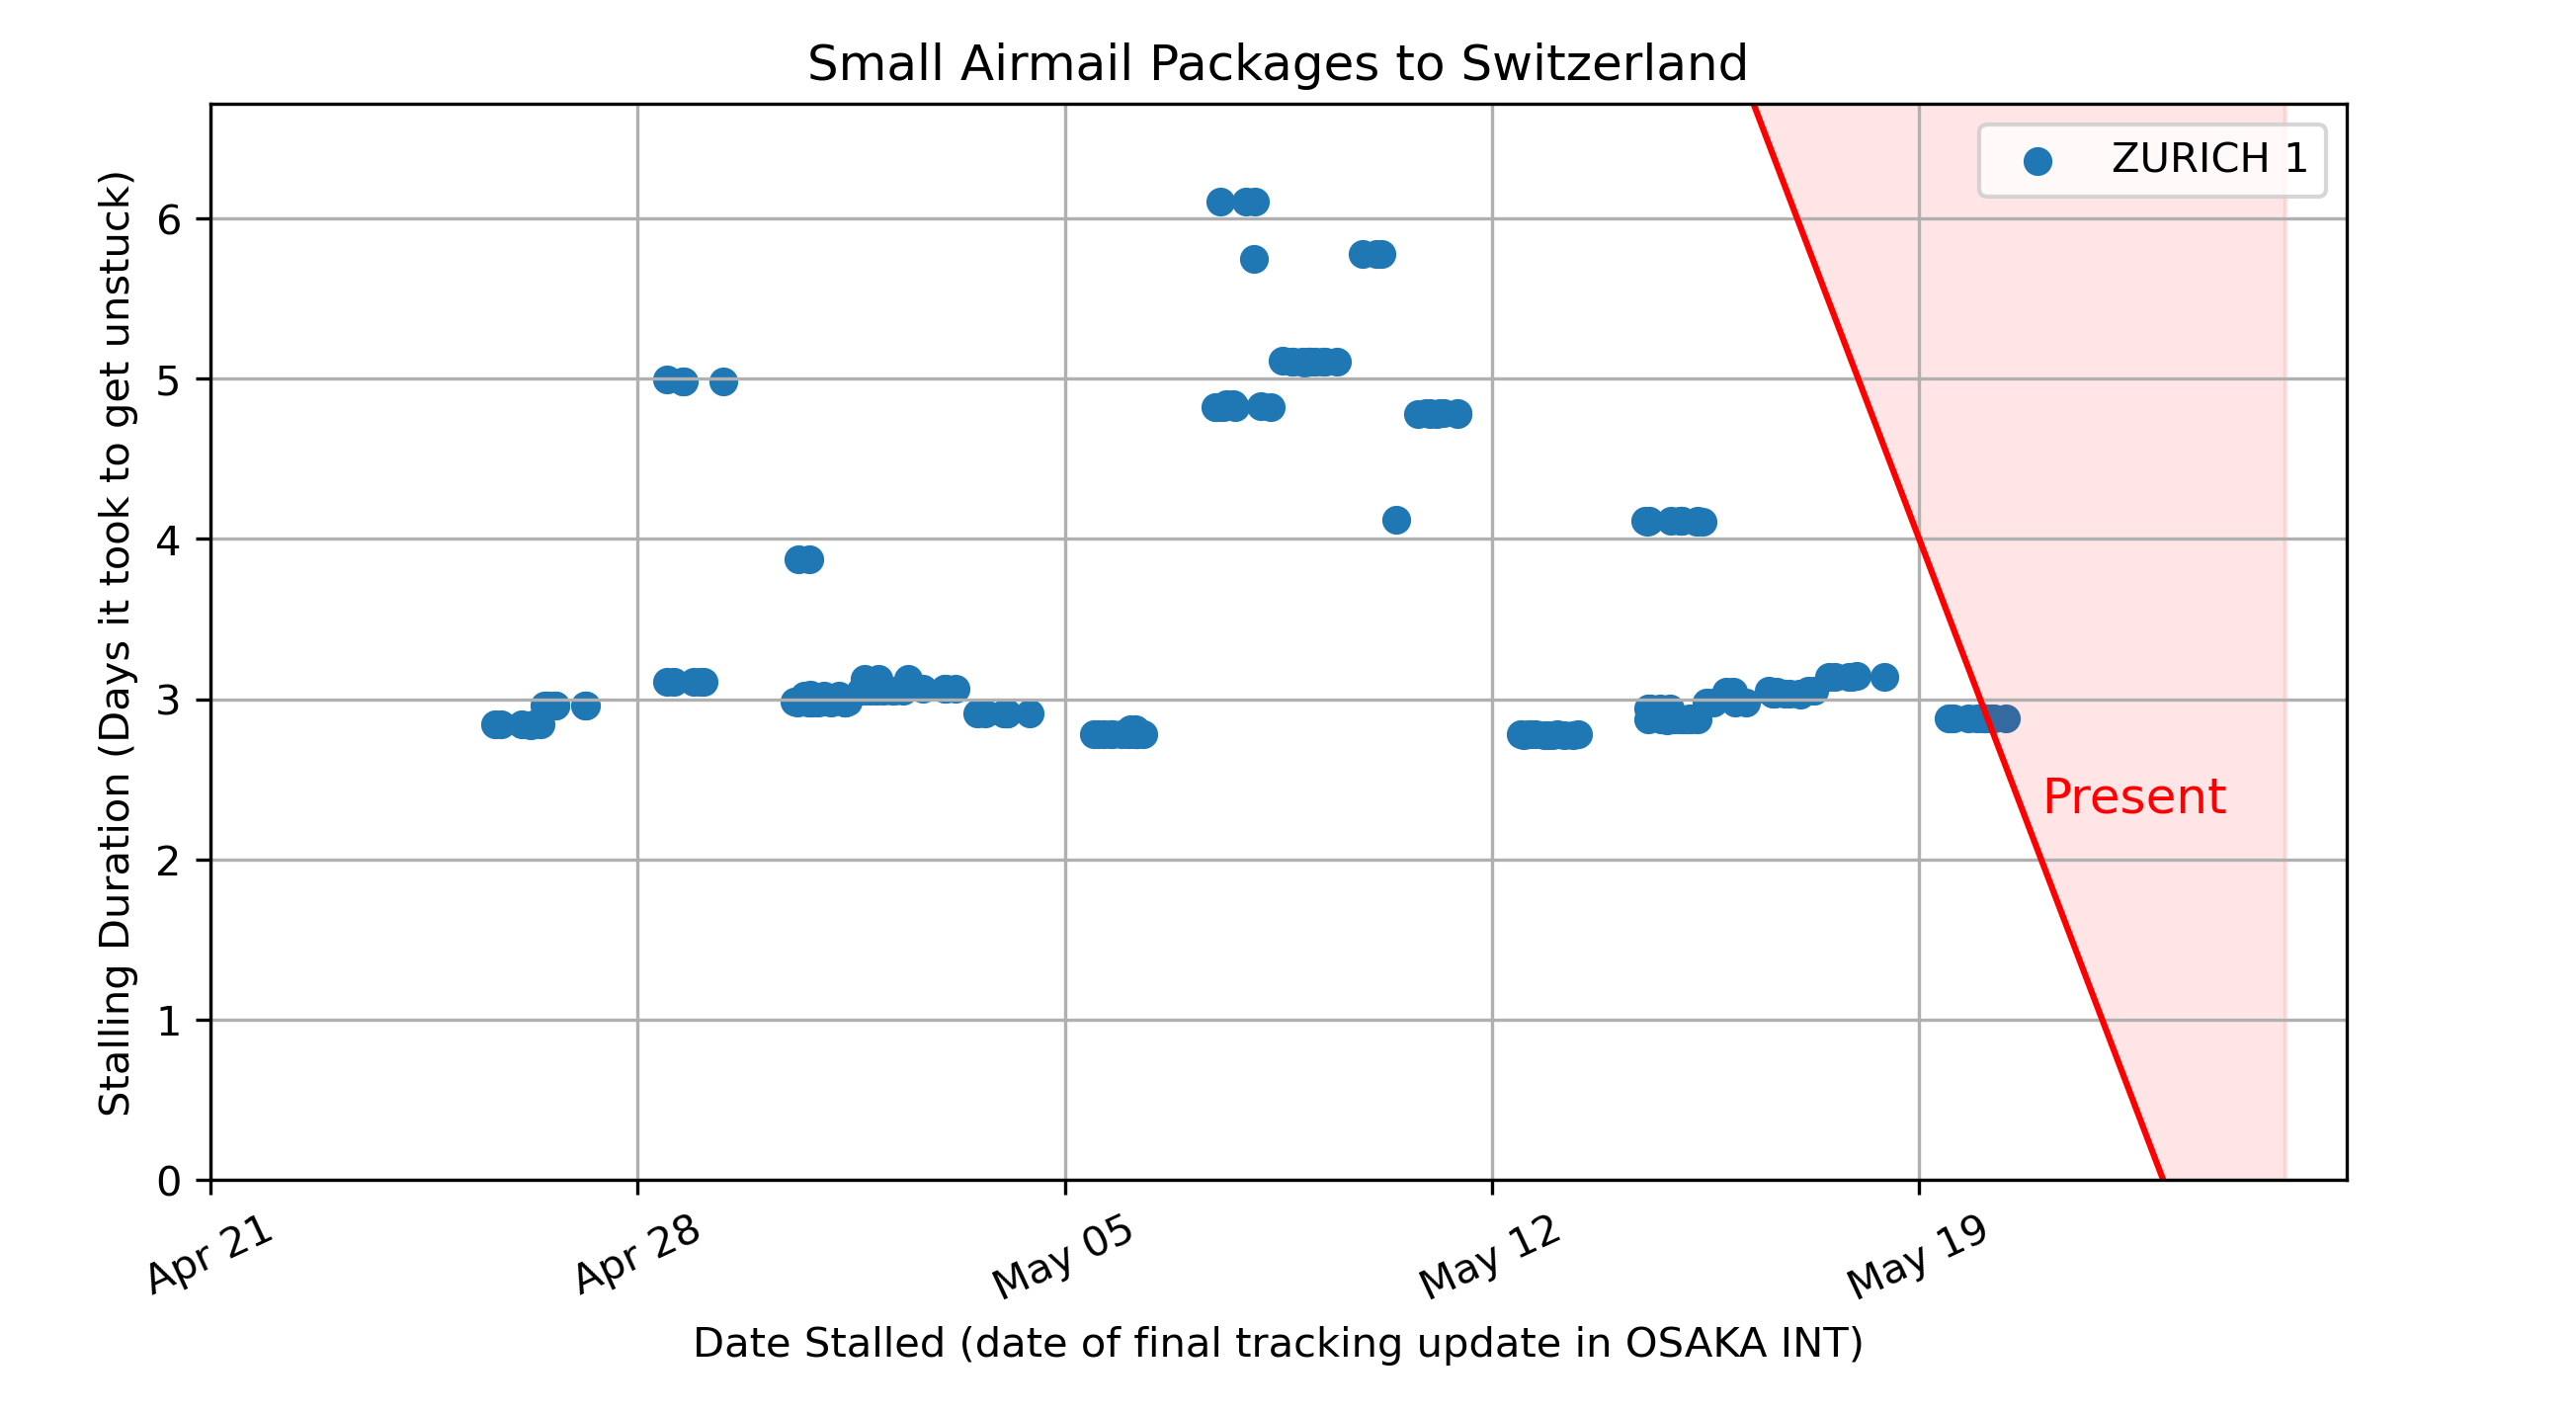 Small Airmail Packages to Switzerland
ZURICH 1
Stalling Duration (Days it took to get unstuck)
6
5
4
3
2
1
0
Present
Apr 21
Apr 28
May 05
May 12
May 19
Date Stalled (date of final tracking update in OSAKA INT)